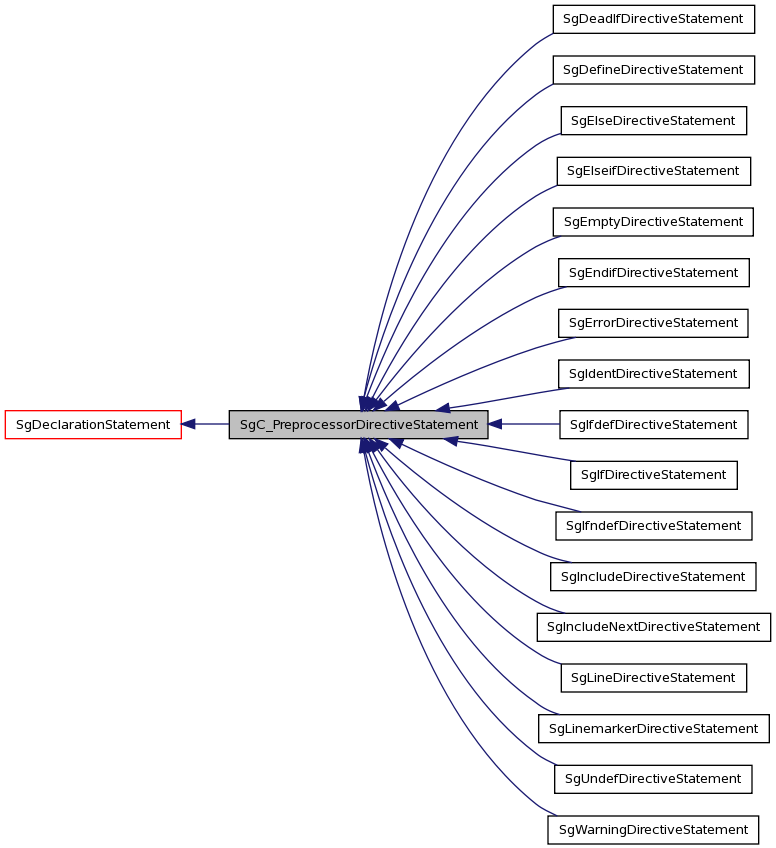 SgDeadIfDirectiveStatement
SgDefineDirectiveStatement
SgElseDirectiveStatement
SgElseifDirectiveStatement
SgEmptyDirectiveStatement
SgEndifDirectiveStatement
SgErrorDirectiveStatement
SgIdentDirectiveStatement
SgDeclarationStatement
SgC_PreprocessorDirectiveStatement
SgIfdefDirectiveStatement
SgIfDirectiveStatement
SgIfndefDirectiveStatement
SgIncludeDirectiveStatement
SgIncludeNextDirectiveStatement
SgLineDirectiveStatement
SgLinemarkerDirectiveStatement
SgUndefDirectiveStatement
SgWarningDirectiveStatement